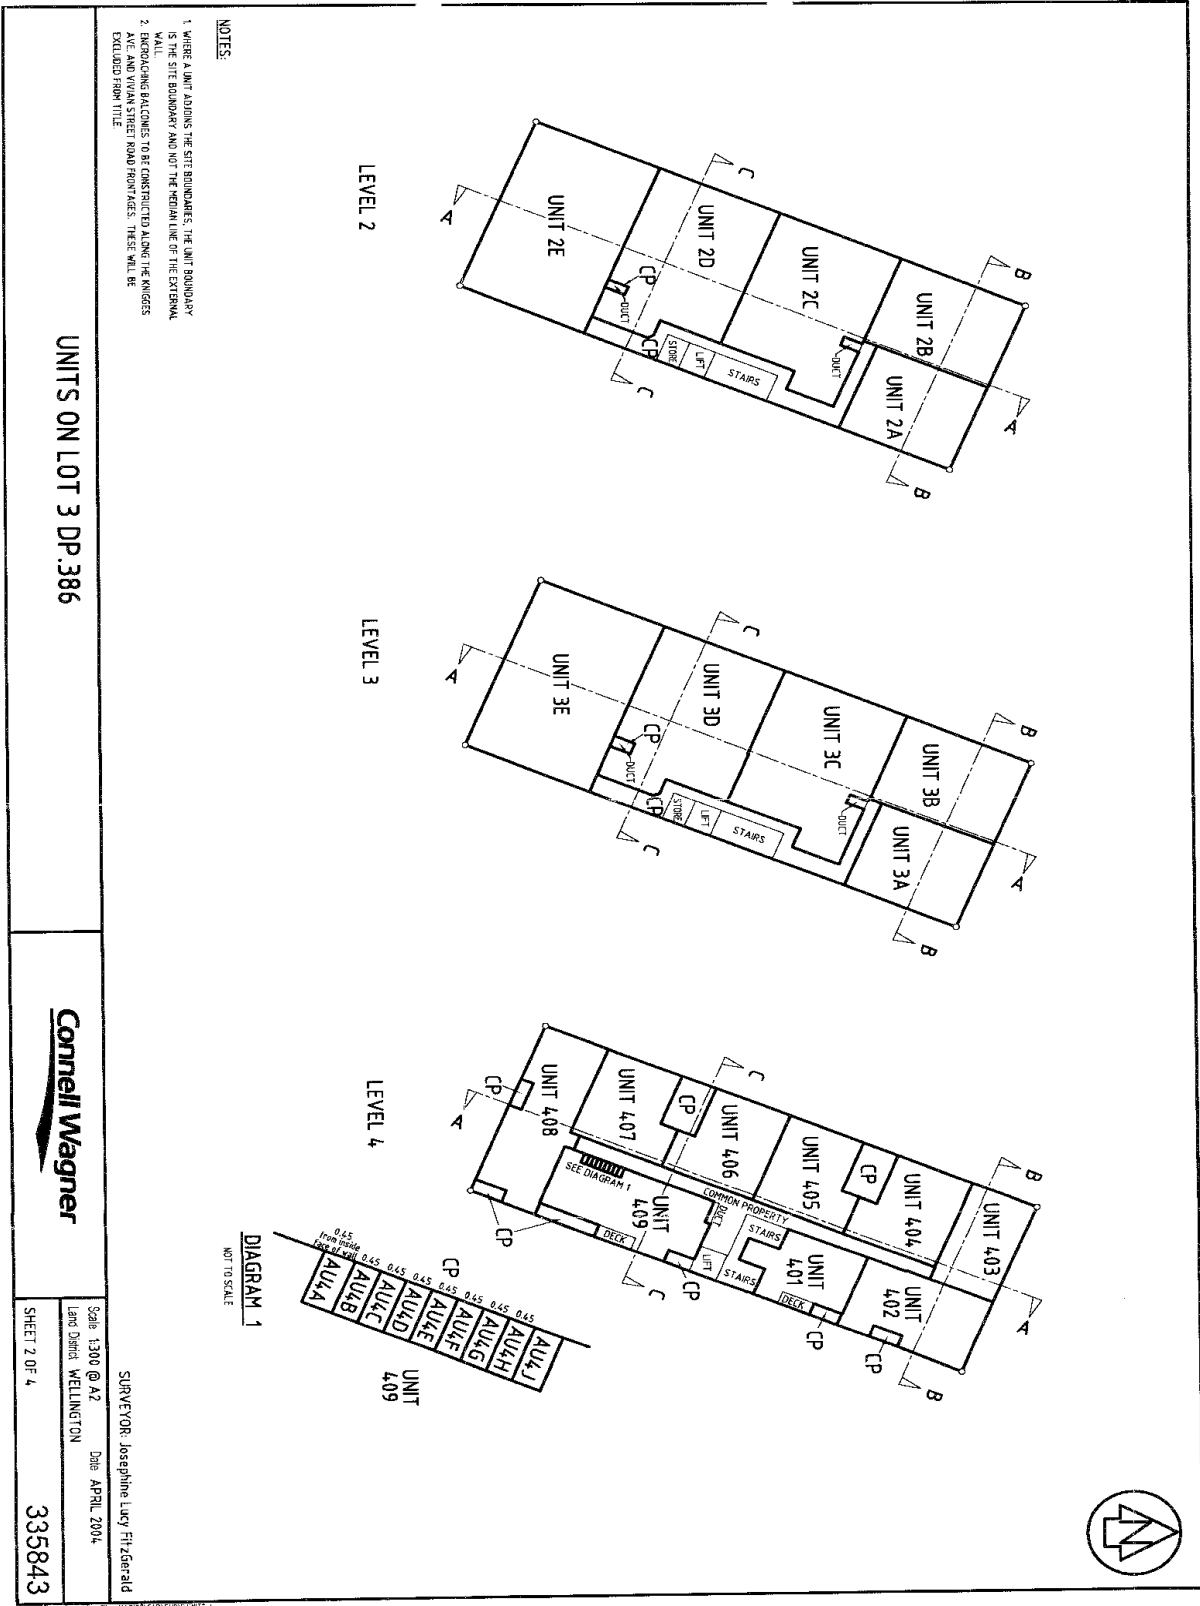 C
B
UNIT 2E
UNIT 2D
UNIT 2C
UNIT 2B
UNIT 2A
CP
DUCT
CP
STORE
LIFT
STAIRS
DUCT
A
A
C
B
LEVEL 2
C
B
UNIT 3E
UNIT 3D
UNIT 3C
UNIT 3B
UNIT 3A
CP
DUCT
CP
STORE
LIFT
STAIRS
DUCT
A
A
C
B
LEVEL 3
C
B
UNIT 408
UNIT 407
CP
UNIT 406
UNIT 405
CP
UNIT 404
UNIT 403
CP
A
A
SEE DIAGRAM 1
UNIT
409
COMMON PROPERTY
DUCT
LIFT
STAIRS
STAIRS
UNIT
401
UNIT
402
DECK
DECK
CP
CP
CP
CP
C
B
LEVEL 4
DIAGRAM 1
NOT TO SCALE
CP
0.45
from inside
face of wall
0.45
0.45
0.45
0.45
0.45
0.45
0.45
0.45
AU4A
AU4B
AU4C
AU4D
AU4E
AU4F
AU4G
AU4H
AU4J
UNIT
409
N
NOTES:
1. WHERE A UNIT ADJOINS THE SITE BOUNDARIES, THE UNIT BOUNDARY
IS THE SITE BOUNDARY AND NOT THE MEDIAN LINE OF THE EXTERNAL
WALL.
2. ENCROACHING BALCONIES TO BE CONSTRUCTED ALONG THE KNIGGES
AVE. AND VIVIAN STREET ROAD FRONTAGES. THESE WILL BE
EXCLUDED FROM TITLE.
SURVEYOR: Josephine Lucy FitzGerald
UNITS ON LOT 3 DP.386
Connell Wagner
Scale 1:300 @ A2 Date APRIL 2004
Land District WELLINGTON
SHEET 2 OF 4
335843